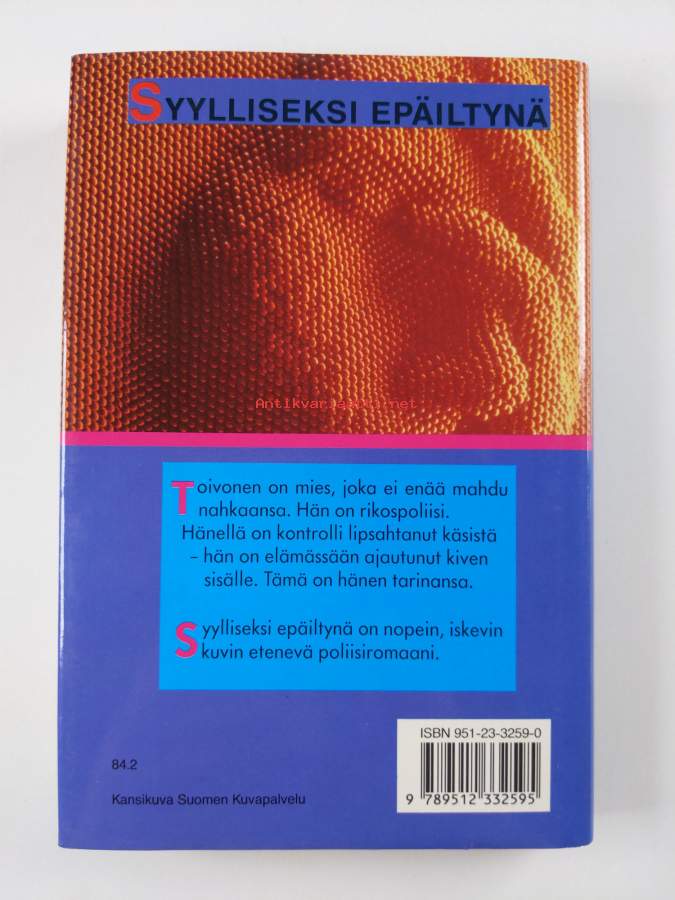 SYYLLISEKSI EPÄILTYNÄ
Antikvariaatti.net
Toivonen on mies, joka ei enää mahdu
nahkaansa. Hän on rikospoliisi.
Hänellä on kontrolli lipsahtanut käsistä
– hän on elämässään ajautunut kiven
sisälle. Tämä on hänen tarinansa.
Syylliseksi epäiltynä on nopein, iskevin
kuvin etenevä poliisiromaani.
ISBN 951-23-3259-0
84.2
Kansikuva Suomen Kuvapalvelu
9 789512 332595